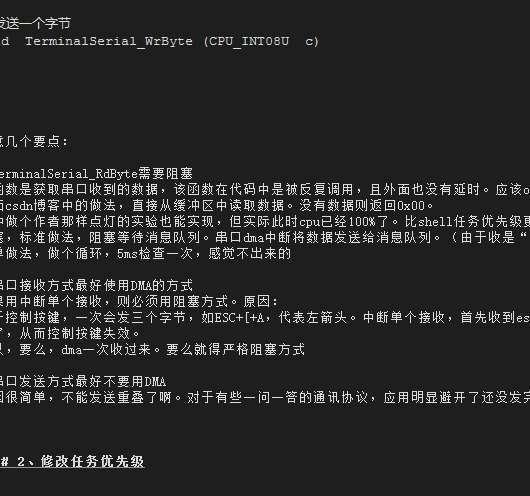 发送一个字节
d TerminalSerial_WrByte (CPU_INT08U c)
意几个要点:
erminalSerial_RdByte需要阻塞
函数是获取串口收到的数据,该函数在代码中是被反复调用,且外面也没有延时。应该o
而csdn博客中的做法,直接从缓冲区中读取数据。没有数据则返回0x00。
中做个作者那样点灯的实验也能实现,但实际此时cpu已经100%了。比shell任务优先级更
塞,标准做法,阻塞等待消息队列。串口dma中断将数据发送给消息队列。(由于收是“
单做法,做个循环,5ms检查一次,感觉不出来的
串口接收方式最好使用DMA的方式
果用中断单个接收,则必须用阻塞方式。原因:
于控制按键,一次会发三个字节,如ESC+[+A,代表左箭头。中断单个接收,首先收到es
了,从而控制按键失效。
以,要么,dma一次收过来。要么就得严格阻塞方式
串口发送方式最好不要用DMA
因很简单,不能发送重叠了啊。对于有些一问一答的通讯协议,应用明显避开了还没发完
# 2、修改任务优先级